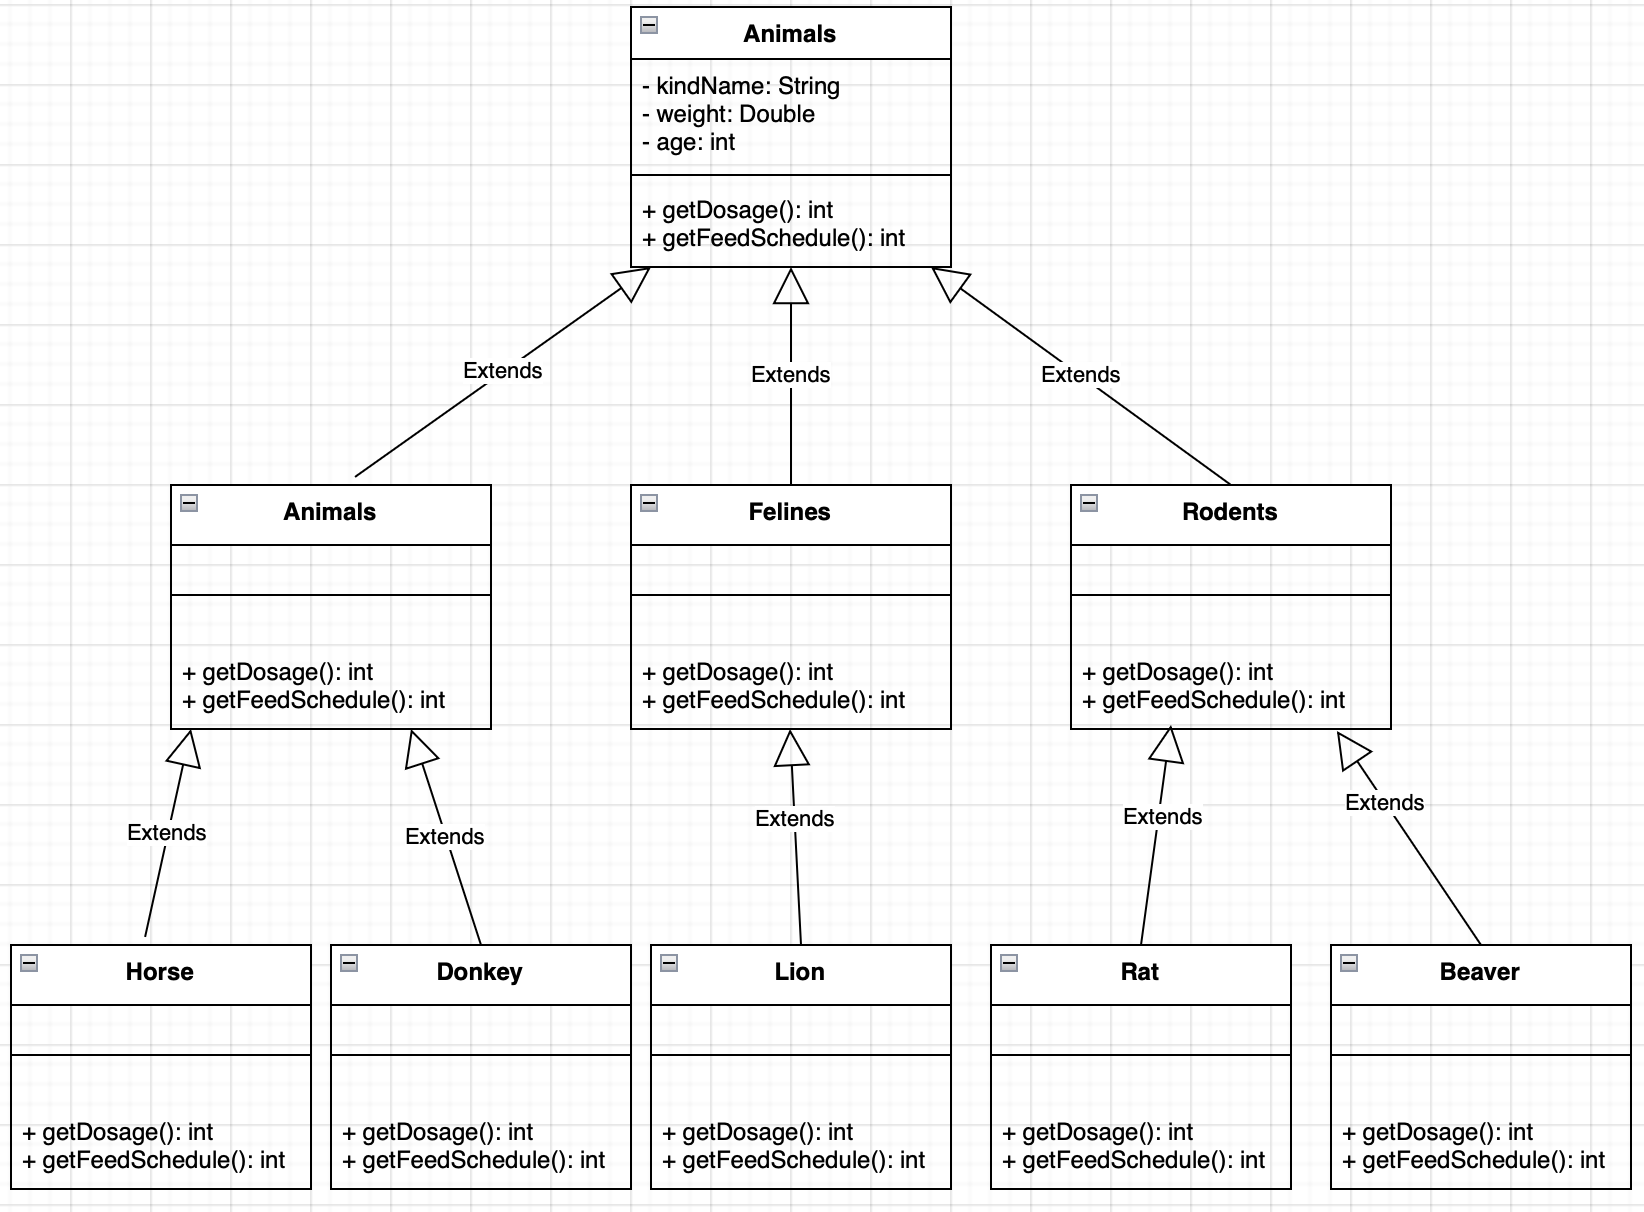 Animals
- kindName: String
- weight: Double
- age: int
+ getDosage(): int
+ getFeedSchedule(): int
Extends
Extends
Extends
Animals
+ getDosage(): int
+ getFeedSchedule(): int
Felines
+ getDosage(): int
+ getFeedSchedule(): int
Rodents
+ getDosage(): int
+ getFeedSchedule(): int
Extends
Extends
Extends
Extends
Extends
Horse
+ getDosage(): int
+ getFeedSchedule(): int
Donkey
+ getDosage(): int
+ getFeedSchedule(): int
Lion
+ getDosage(): int
+ getFeedSchedule(): int
Rat
+ getDosage(): int
+ getFeedSchedule(): int
Beaver
+ getDosage(): int
+ getFeedSchedule(): int